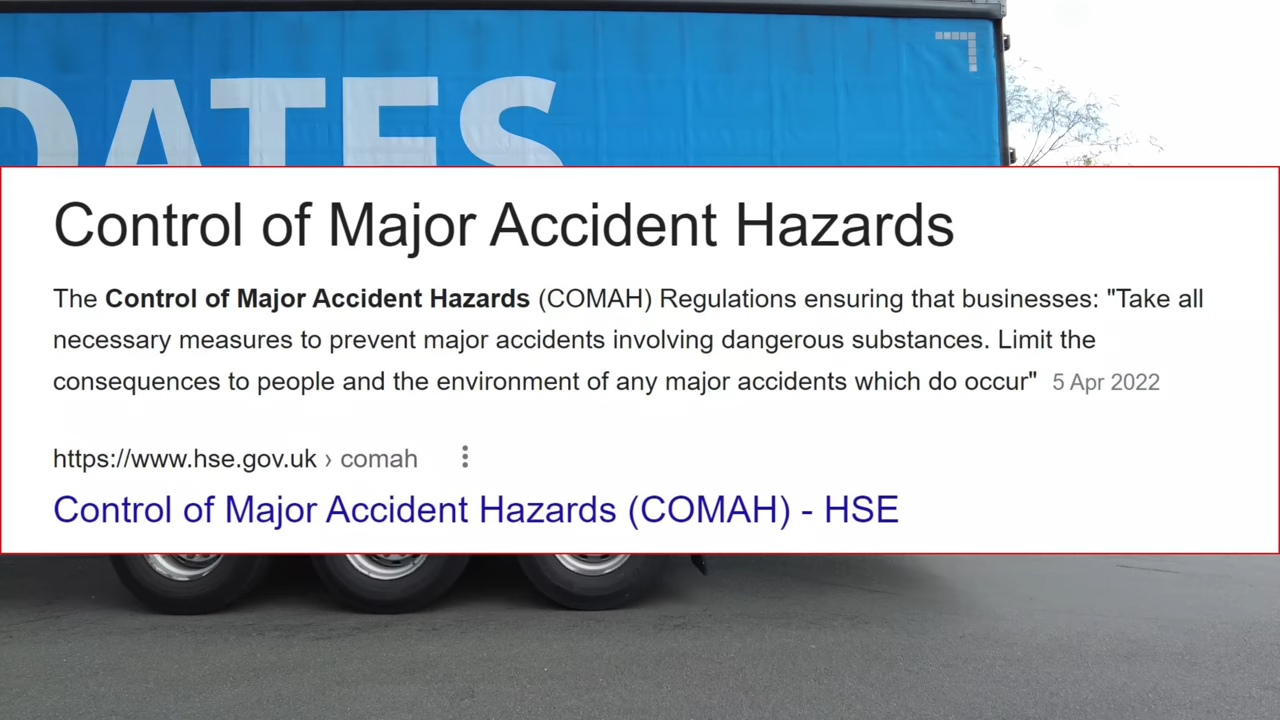 OATES
Control of Major Accident Hazards
The Control of Major Accident Hazards (COMAH) Regulations ensuring that businesses: "Take all
necessary measures to prevent major accidents involving dangerous substances. Limit the
consequences to people and the environment of any major accidents which do occur" 5 Apr 2022
https://www.hse.gov.uk › comah
Control of Major Accident Hazards (COMAH) - HSE